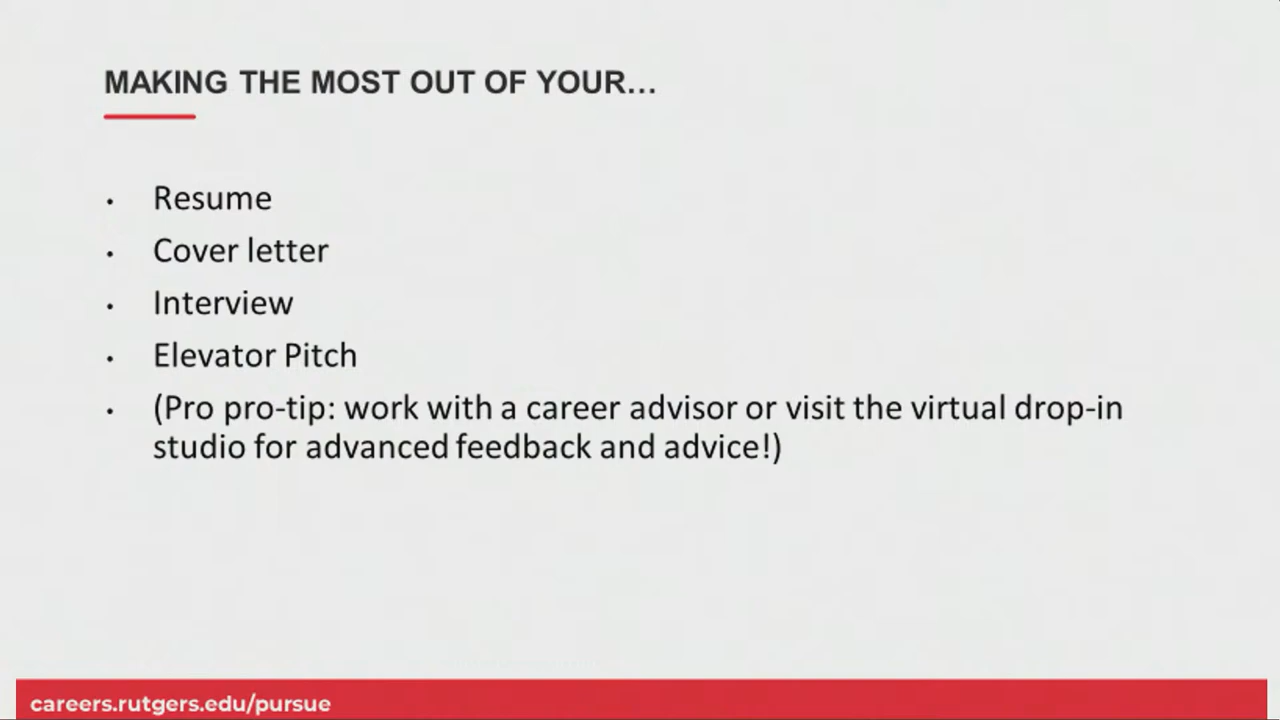 MAKING THE MOST OUT OF YOUR...
• Resume
• Cover letter
• Interview
• Elevator Pitch
• (Pro pro-tip: work with a career advisor or visit the virtual drop-in
studio for advanced feedback and advice!)
careers.rutgers.edu/pursue